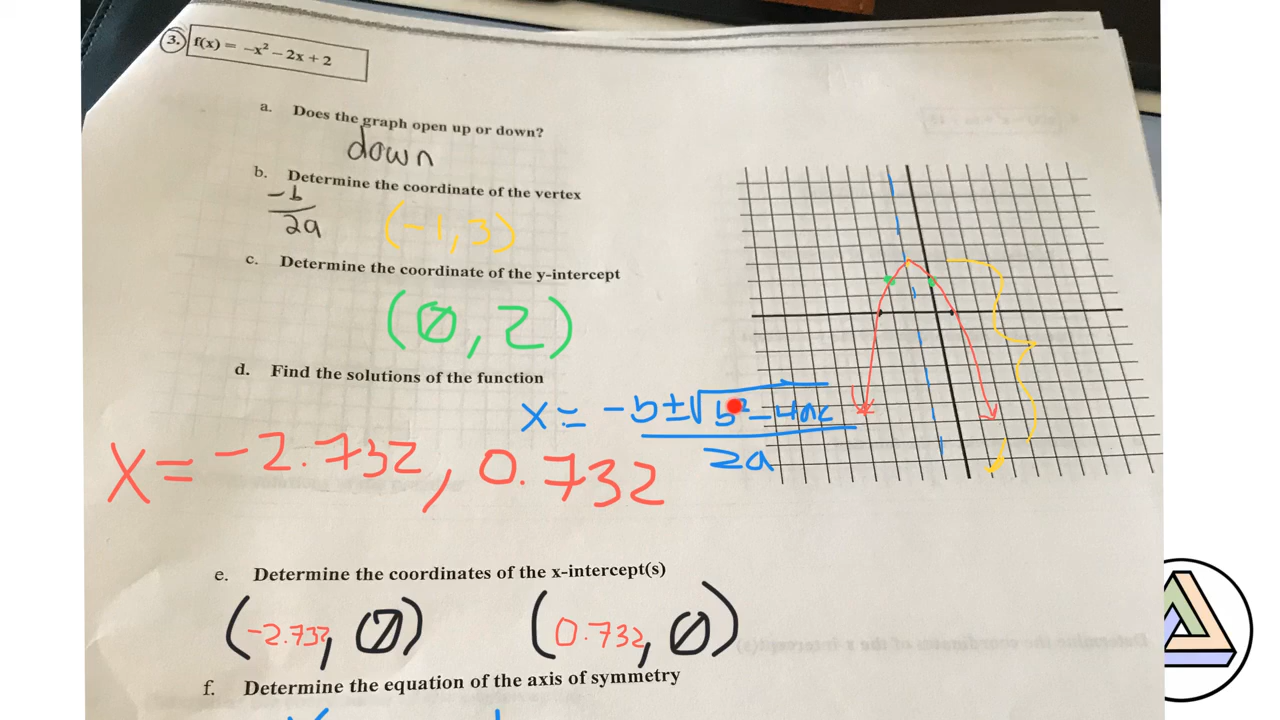 3. f(x) = −x² − 2x + 2
a. Does the graph open up or down?
down
b. Determine the coordinate of the vertex
-b/2a (-1, 3)
c. Determine the coordinate of the y-intercept
(0, 2)
d. Find the solutions of the function
x = -b ± √b² - 4ac / 2a
X = -2.732, 0.732
e. Determine the coordinates of the x-intercept(s)
(-2.732, 0) (0.732, 0)
f. Determine the equation of the axis of symmetry